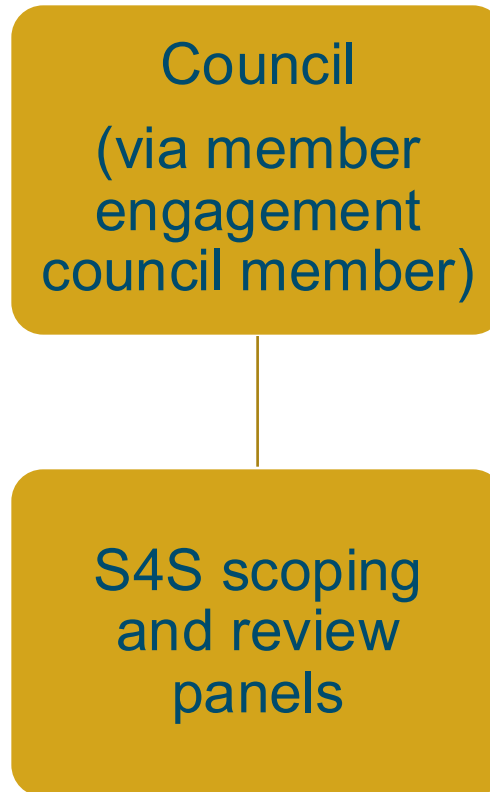 Council
(via member
engagement
council member)
S4S scoping
and review
panels